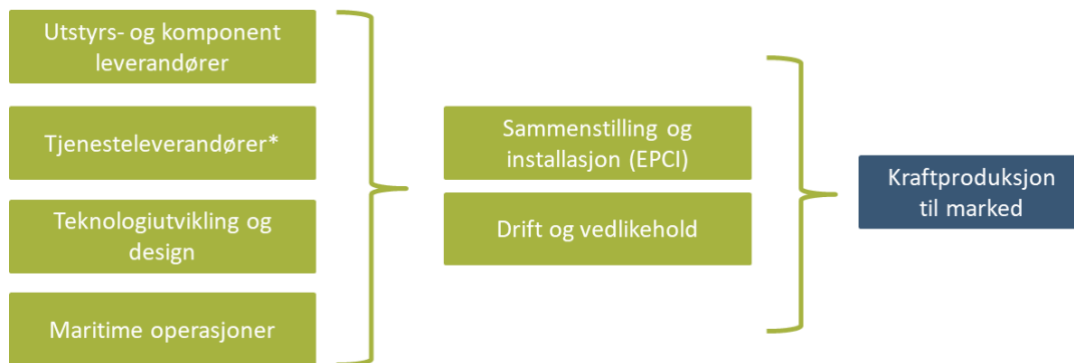 Utstyrs- og komponent
leverandører
Tjenesteleverandører*
Teknologiutvikling og
design
Maritime operasjoner
Sammenstilling og
installasjon (EPCI)
Drift og vedlikehold
Kraftproduksjon
til marked